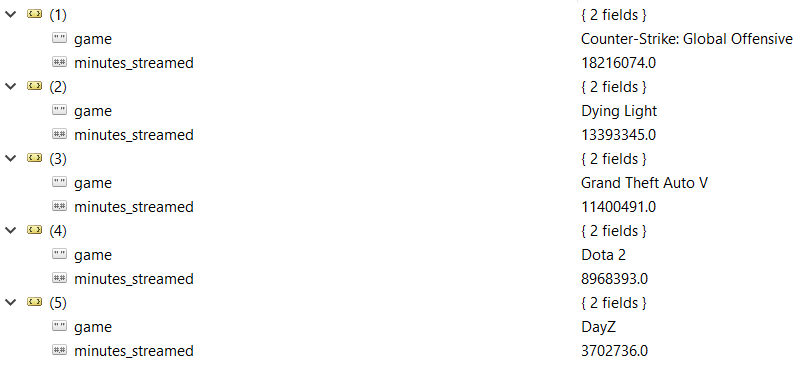 (1) { 2 fields }
game Counter-Strike: Global Offensive
minutes_streamed 18216074.0
(2) { 2 fields }
game Dying Light
minutes_streamed 13393345.0
(3) { 2 fields }
game Grand Theft Auto V
minutes_streamed 11400491.0
(4) { 2 fields }
game Dota 2
minutes_streamed 8968393.0
(5) { 2 fields }
game DayZ
minutes_streamed 3702736.0